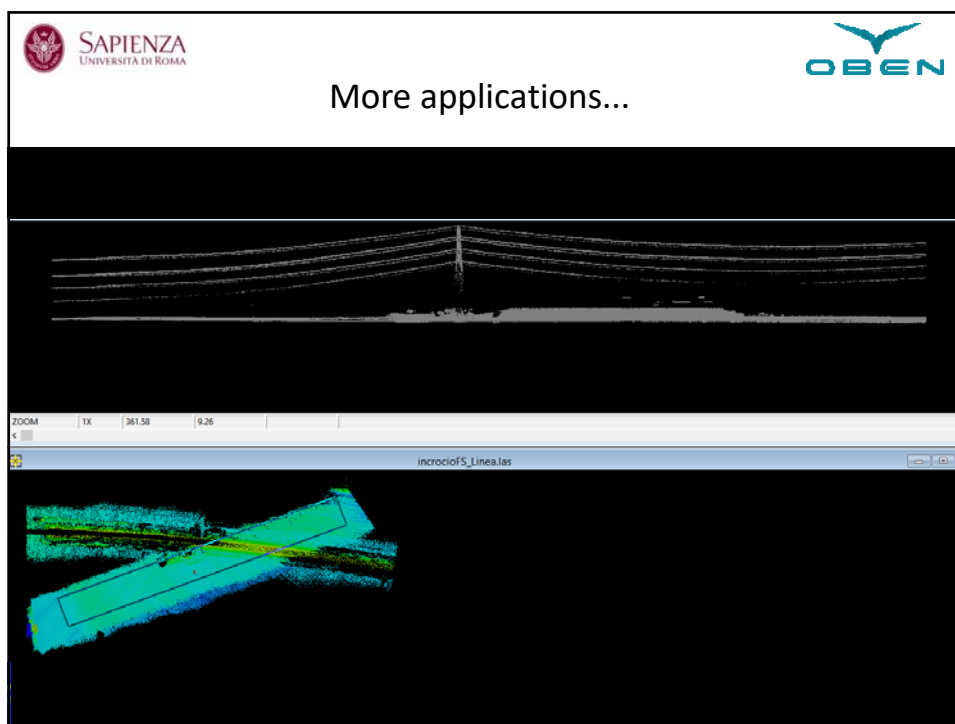 SAPIENZA
UNIVERSITÀ DI ROMA
OBEN
More applications...
ZOOM 1X 361.58 9.26
incrocioFS_Linea.las